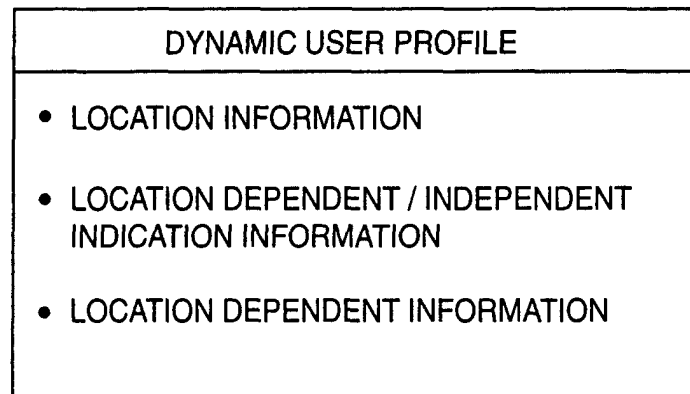 DYNAMIC USER PROFILE
• LOCATION INFORMATION
• LOCATION DEPENDENT / INDEPENDENT
INDICATION INFORMATION
• LOCATION DEPENDENT INFORMATION